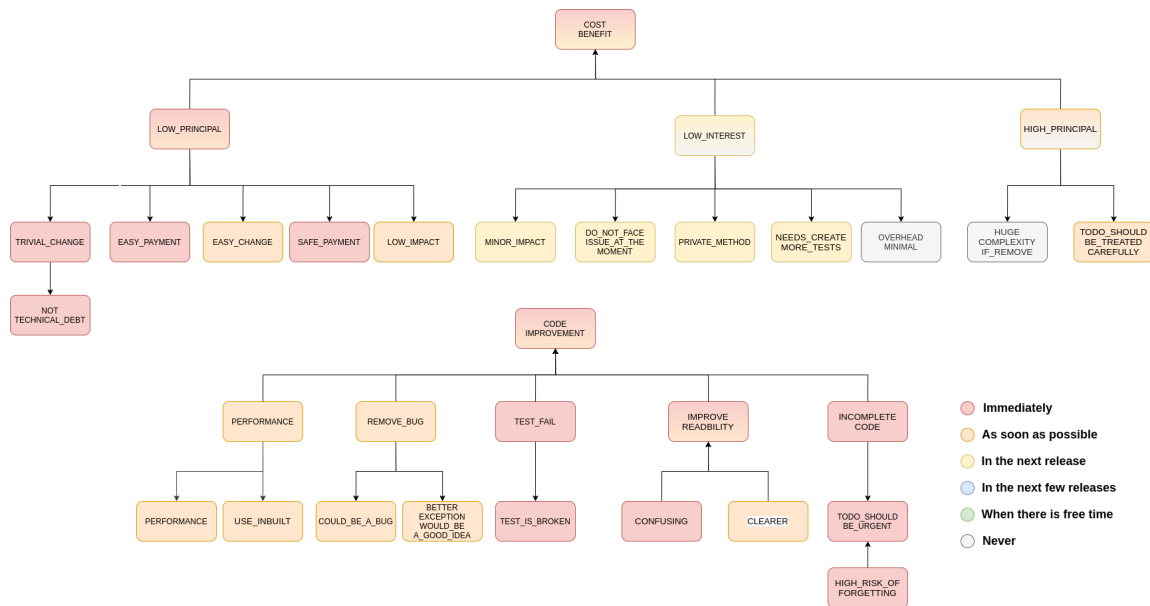 COST
BENEFIT
LOW_PRINCIPAL
LOW_INTEREST
HIGH_PRINCIPAL
TRIVIAL_CHANGE
EASY_PAYMENT
EASY_CHANGE
SAFE_PAYMENT
LOW_IMPACT
MINOR_IMPACT
DO_NOT_FACE
ISSUE_AT_THE
MOMENT
PRIVATE_METHOD
NEEDS_CREATE
MORE_TESTS
OVERHEAD
MINIMAL
HUGE
COMPLEXITY
IF_REMOVE
TODO_SHOULD
BE_TREATED
CAREFULLY
NOT
TECHNICAL_DEBT
CODE
IMPROVEMENT
PERFORMANCE
REMOVE_BUG
TEST_FAIL
IMPROVE
READBILITY
INCOMPLETE
CODE
PERFORMANCE
USE_INBUILT
COULD_BE_A_BUG
BETTER
EXCEPTION
WOULD_BE
A_GOOD_IDEA
TEST_IS_BROKEN
CONFUSING
CLEARER
TODO_SHOULD
BE_URGENT
HIGH_RISK_OF
FORGETTING
Immediately
As soon as possible
In the next release
In the next few releases
When there is free time
Never